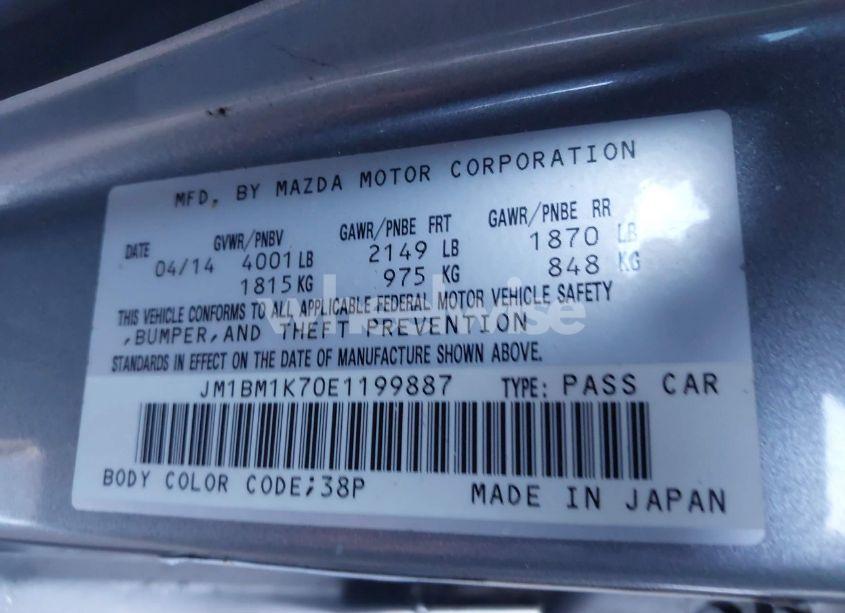 MFD. BY MAZDA MOTOR CORPORATION
DATE GVWR/PNBV GAWR/PNBE FRT GAWR/PNBE RR
04/14 4001 LB 2149 LB 1870 LB
1815 KG 975 KG 848 KG
THIS VEHICLE CONFORMS TO ALL APPLICABLE FEDERAL MOTOR VEHICLE SAFETY
,BUMPER,AND THEFT PREVENTION
STANDARDS IN EFFECT ON THE DATE OF MANUFACTURE SHOWN ABOVE.
JM1BM1K70E1199887 TYPE: PASS CAR
BODY COLOR CODE;38P MADE IN JAPAN